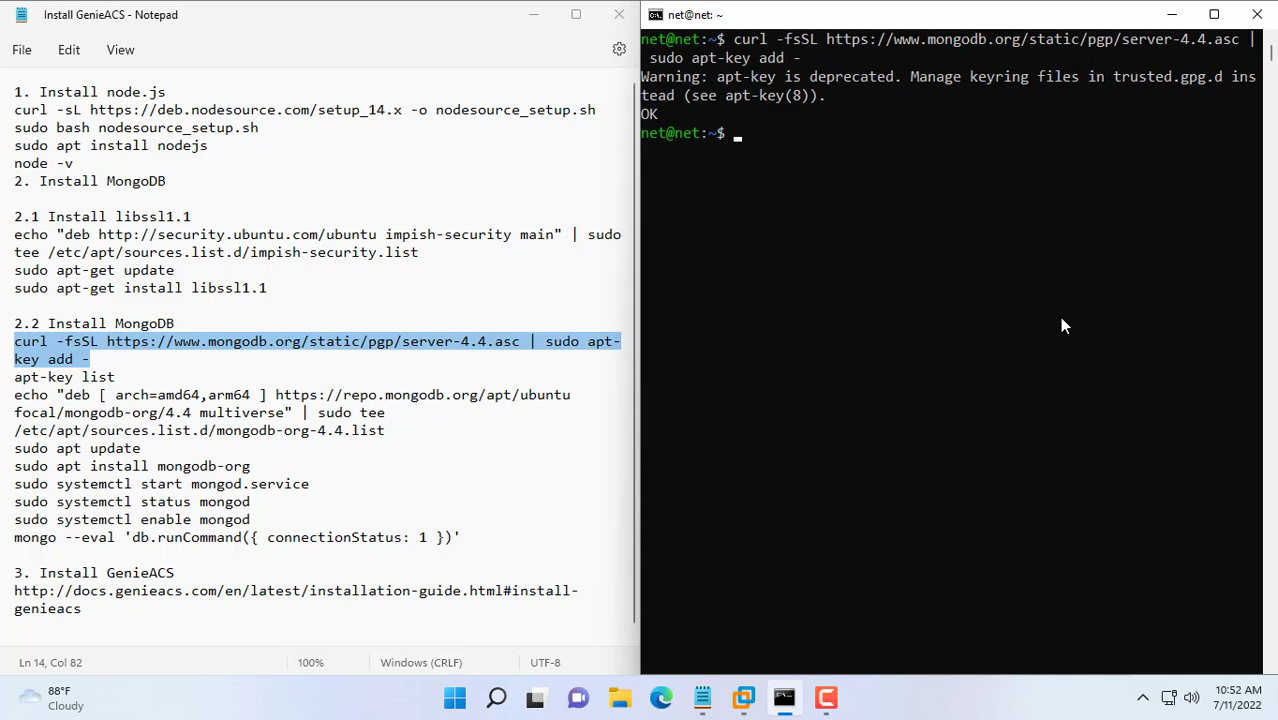 Install GenieACS - Notepad
File Edit View
1. Install node.js
curl -sL https://deb.nodesource.com/setup_14.x -o nodesource_setup.sh
sudo bash nodesource_setup.sh
sudo apt install nodejs
node -v
2. Install MongoDB
2.1 Install libssl1.1
echo "deb http://security.ubuntu.com/ubuntu impish-security main" | sudo
tee /etc/apt/sources.list.d/impish-security.list
sudo apt-get update
sudo apt-get install libssl1.1
2.2 Install MongoDB
curl -fsSL https://www.mongodb.org/static/pgp/server-4.4.asc | sudo apt-
key add -
apt-key list
echo "deb [ arch=amd64,arm64 ] https://repo.mongodb.org/apt/ubuntu
focal/mongodb-org/4.4 multiverse" | sudo tee
/etc/apt/sources.list.d/mongodb-org-4.4.list
sudo apt update
sudo apt install mongodb-org
sudo systemctl start mongod.service
sudo systemctl status mongod
sudo systemctl enable mongod
mongo --eval 'db.runCommand({ connectionStatus: 1 })'
3. Install GenieACS
http://docs.genieacs.com/en/latest/installation-guide.html#install-
genieacs
Ln 14, Col 82 100% Windows (CRLF) UTF-8
net@net: ~
net@net:~$ curl -fsSL https://www.mongodb.org/static/pgp/server-4.4.asc |
sudo apt-key add -
Warning: apt-key is deprecated. Manage keyring files in trusted.gpg.d ins
tead (see apt-key(8)).
OK
net@net:~$
88°F
Cloudy
10:52 AM
7/11/2022